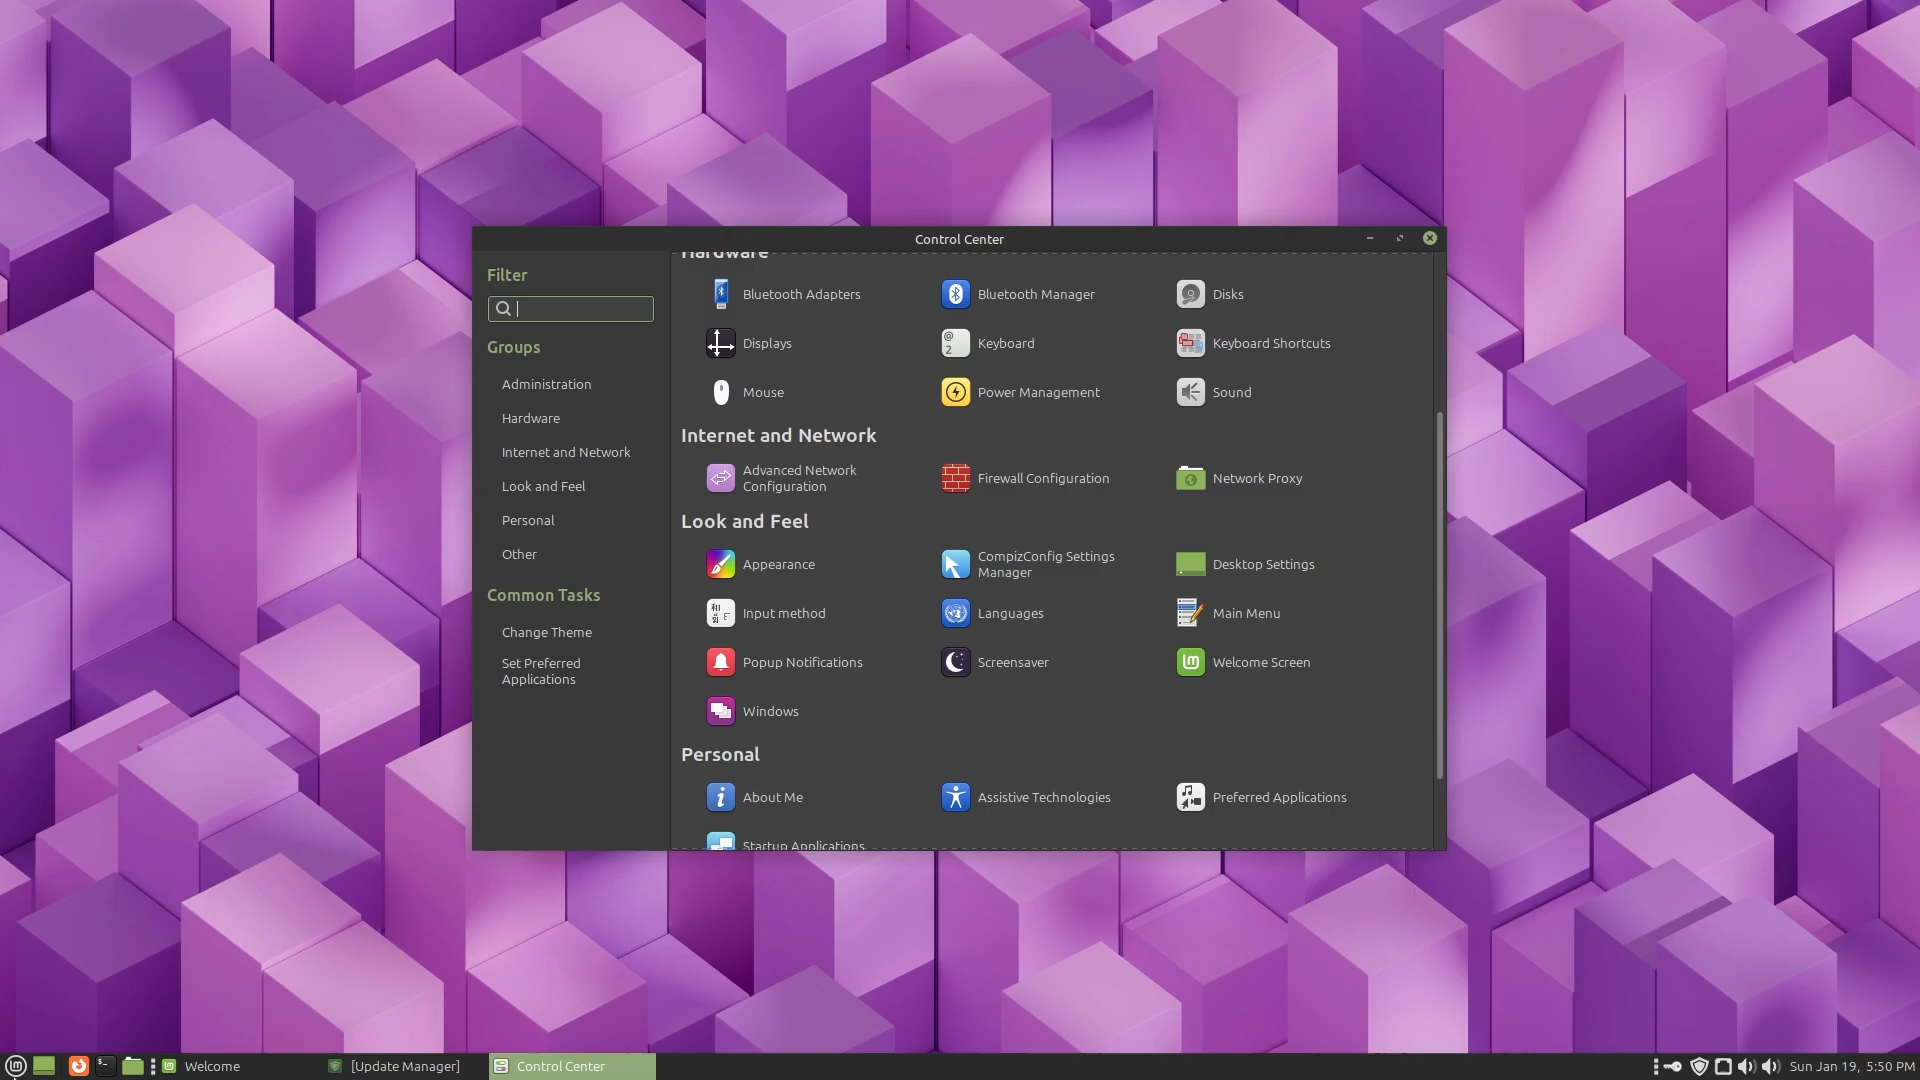 Control Center
Filter
Groups
Administration
Hardware
Internet and Network
Look and Feel
Personal
Other
Common Tasks
Change Theme
Set Preferred
Applications
Hardware
Bluetooth Adapters
Bluetooth Manager
Disks
Displays
Keyboard
Keyboard Shortcuts
Mouse
Power Management
Sound
Internet and Network
Advanced Network
Configuration
Firewall Configuration
Network Proxy
Look and Feel
Appearance
CompizConfig Settings
Manager
Desktop Settings
Input method
Languages
Main Menu
Popup Notifications
Screensaver
Welcome Screen
Windows
Personal
About Me
Assistive Technologies
Preferred Applications
Startup Applications
Welcome
[Update Manager]
Control Center
Sun Jan 19, 5:50 PM